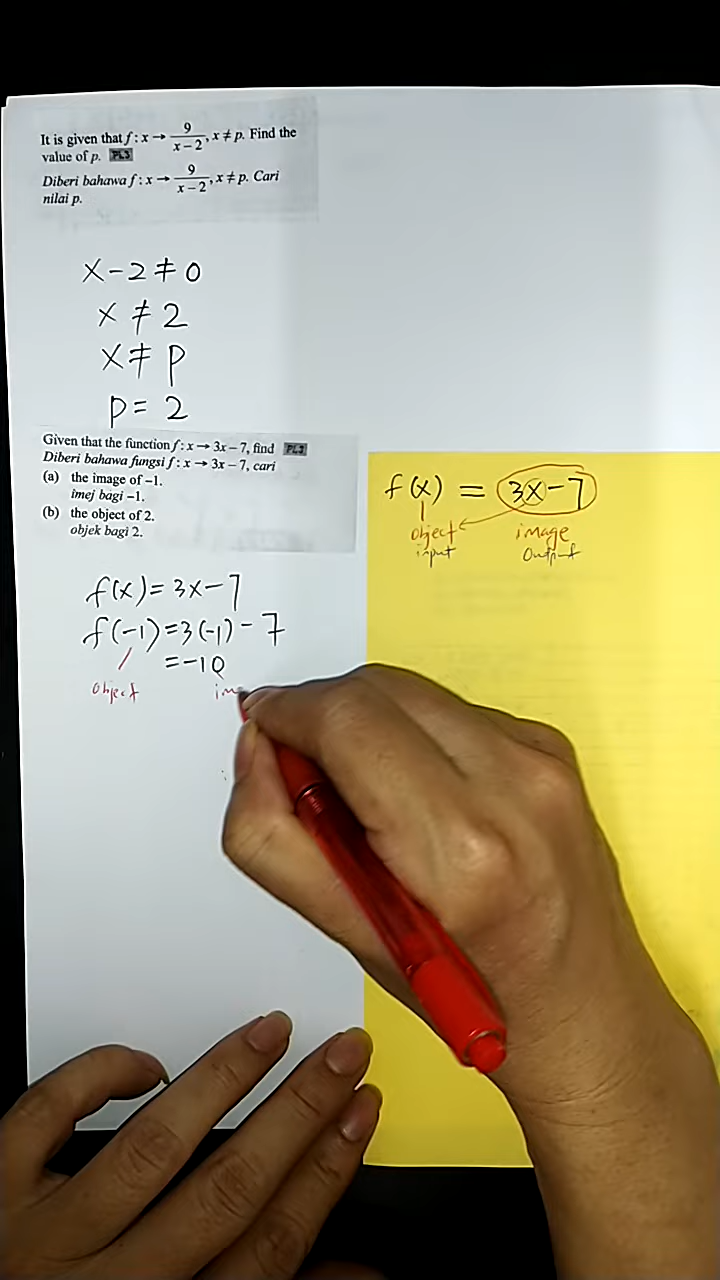 It is given that f : x → 9/(x – 2), x ≠ p. Find the
value of p. PL3
Diberi bahawa f : x → 9/(x – 2), x ≠ p. Cari
nilai p.
x – 2 ≠ 0
x ≠ 2
x ≠ p
p = 2
Given that the function f : x → 3x – 7, find PL3
Diberi bahawa fungsi f : x → 3x – 7, cari
(a) the image of –1.
imej bagi –1.
(b) the object of 2.
objek bagi 2.
f(x) = 3x – 7
f(–1) = 3(–1) – 7
= –10
object
f(x) = 3x – 7
object image
input output